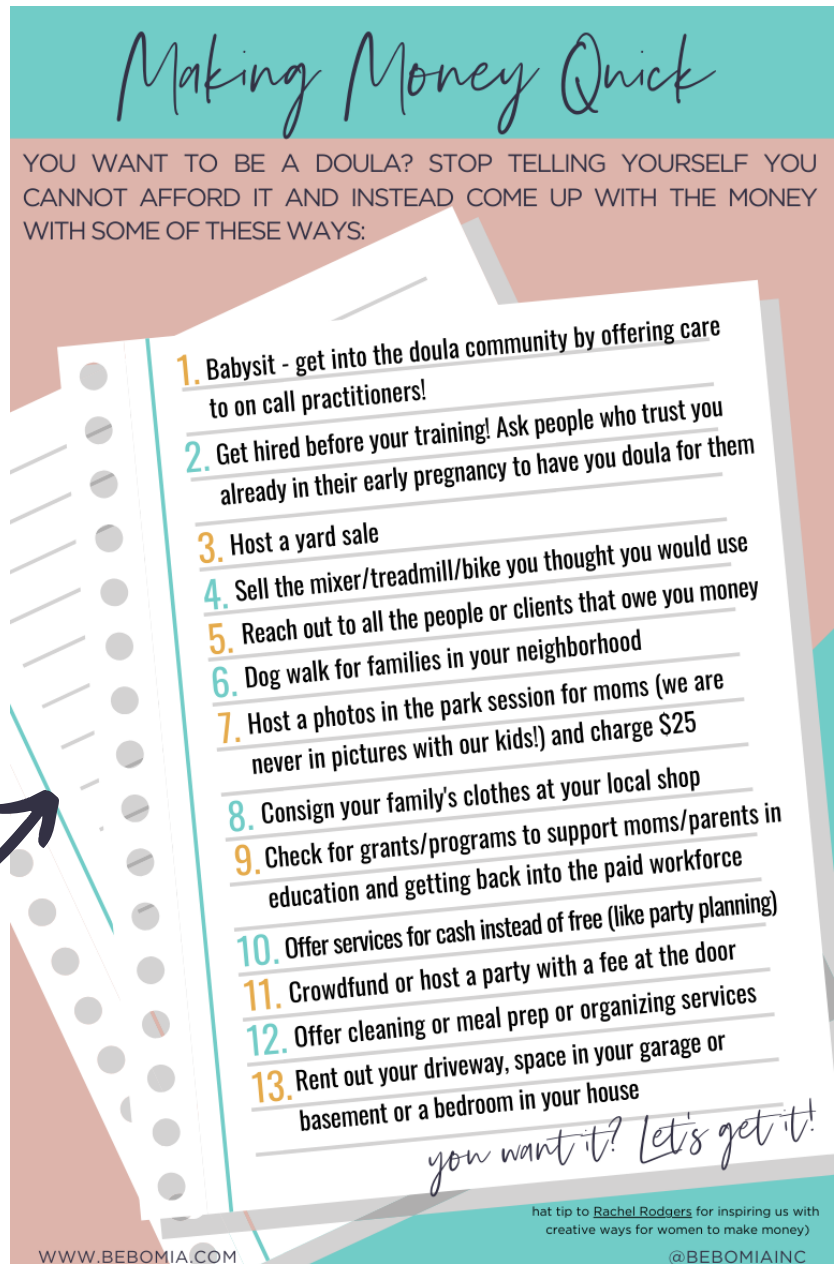 Making Money Quick
YOU WANT TO BE A DOULA? STOP TELLING YOURSELF YOU
CANNOT AFFORD IT AND INSTEAD COME UP WITH THE MONEY
WITH SOME OF THESE WAYS:
1. Babysit - get into the doula community by offering care
to on call practitioners!
2. Get hired before your training! Ask people who trust you
already in their early pregnancy to have you doula for them
3. Host a yard sale
4. Sell the mixer/treadmill/bike you thought you would use
5. Reach out to all the people or clients that owe you money
6. Dog walk for families in your neighborhood
7. Host a photos in the park session for moms (we are
never in pictures with our kids!) and charge $25
8. Consign your family's clothes at your local shop
9. Check for grants/programs to support moms/parents in
education and getting back into the paid workforce
10. Offer services for cash instead of free (like party planning)
11. Crowdfund or host a party with a fee at the door
12. Offer cleaning or meal prep or organizing services
13. Rent out your driveway, space in your garage or
basement or a bedroom in your house
you want it? Let's get it!
hat tip to Rachel Rodgers for inspiring us with
creative ways for women to make money)
WWW.BEBOMIA.COM
@BEBOMIAINC